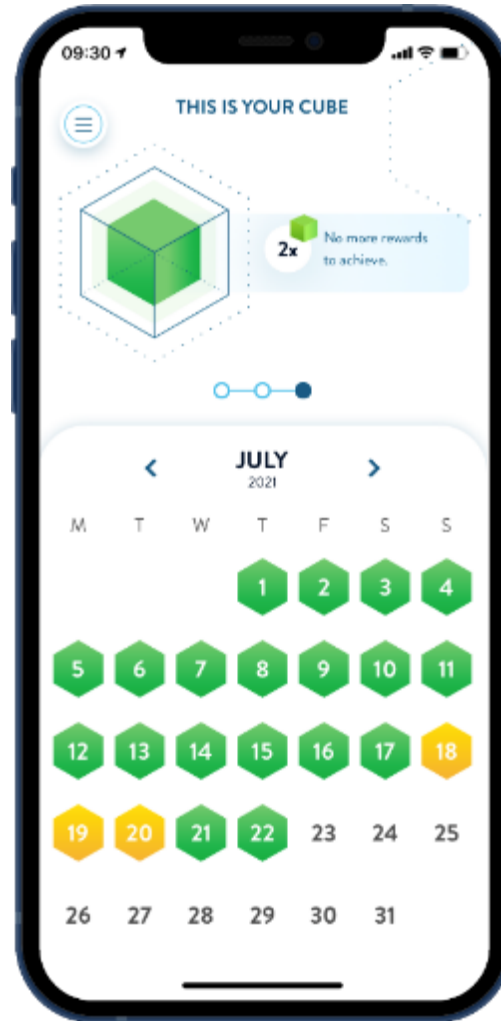 09:30
THIS IS YOUR CUBE
2x
No more rewards
to achieve.
JULY
2021
M T W T F S S
1 2 3 4
5 6 7 8 9 10 11
12 13 14 15 16 17 18
19 20 21 22 23 24 25
26 27 28 29 30 31